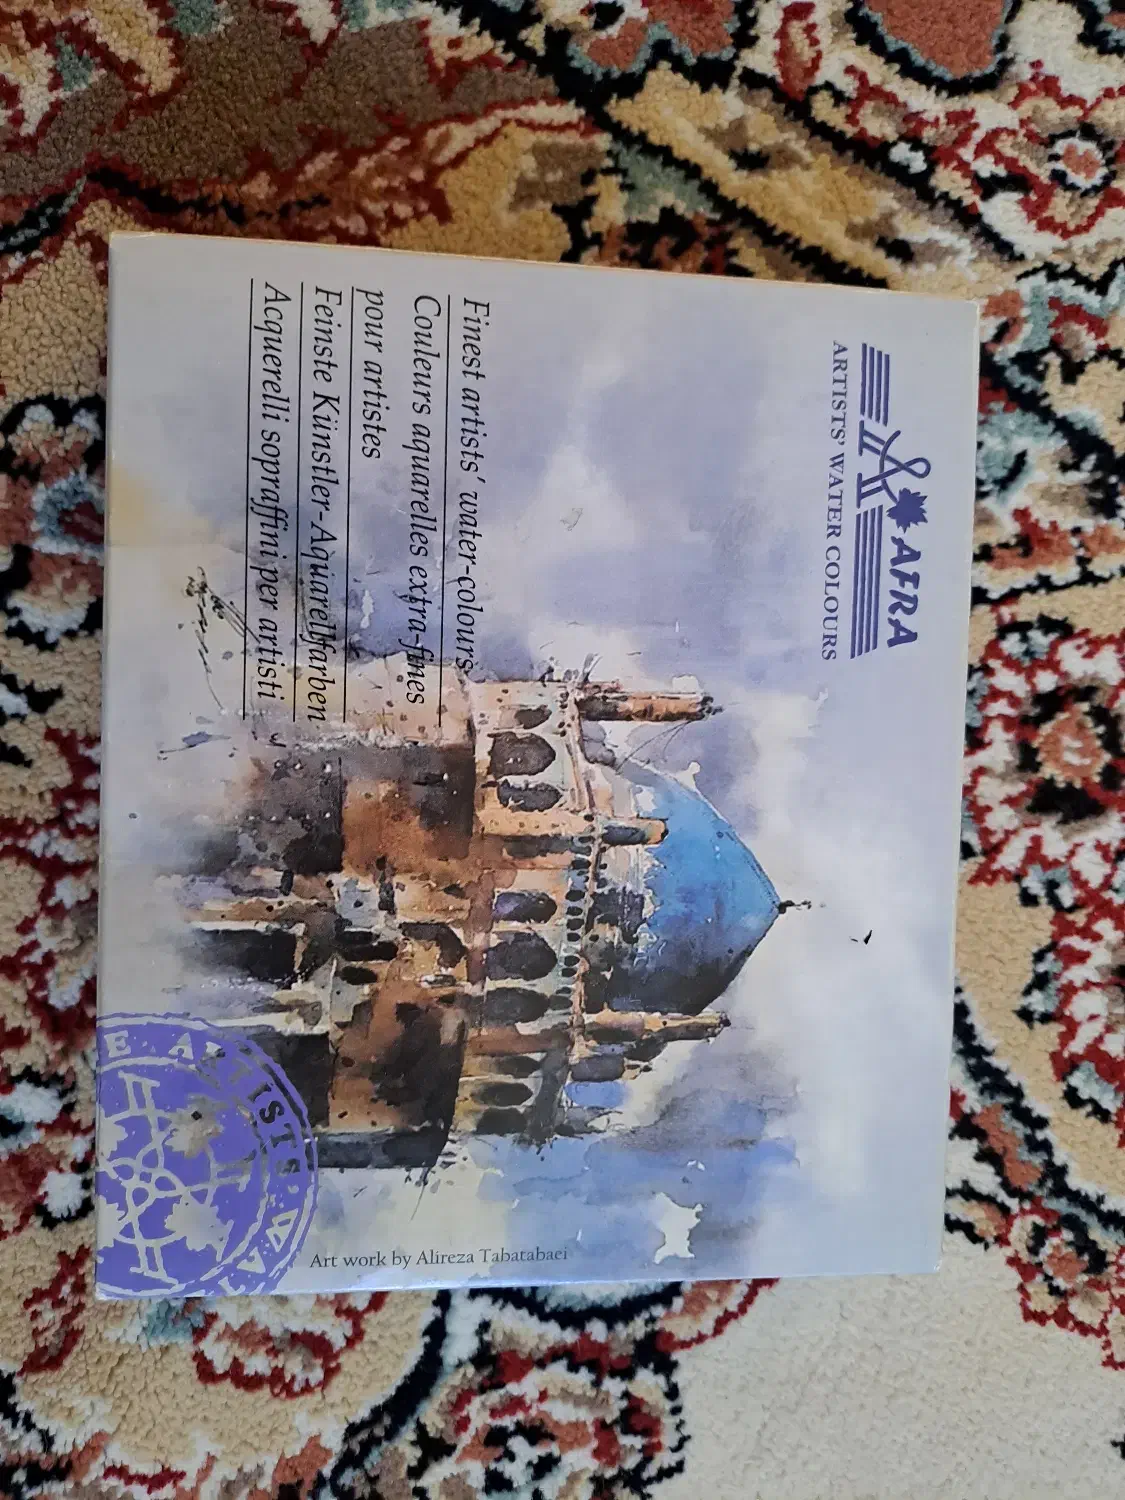 AFRA
ARTISTS' WATER COLOURS
Finest artists' water-colours
Couleurs aquarelles extra-fines
pour artistes
Feinste Künstler-Aquarellfarben
Acquerelli sopraffini per artisti
Art work by Alireza Tabatabaei
ARTISTS